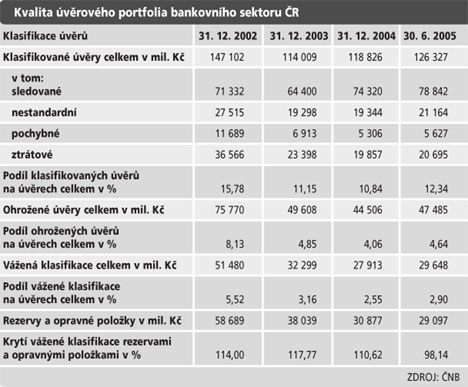 Kvalita úvěrového portfolia bankovního sektoru ČR
Klasifikace úvěrů 31. 12. 2002 31. 12. 2003 31. 12. 2004 30. 6. 2005
Klasifikované úvěry celkem v mil. Kč 147 102 114 009 118 826 126 327
v tom:
sledované 71 332 64 400 74 320 78 842
nestandardní 27 515 19 298 19 344 21 164
pochybné 11 689 6 913 5 306 5 627
ztrátové 36 566 23 398 19 857 20 695
Podíl klasifikovaných úvěrů
na úvěrech celkem v % 15,78 11,15 10,84 12,34
Ohrožené úvěry celkem v mil. Kč 75 770 49 608 44 506 47 485
Podíl ohrožených úvěrů
na úvěrech celkem v % 8,13 4,85 4,06 4,64
Vážená klasifikace celkem v mil. Kč 51 480 32 299 27 913 29 648
Podíl vážené klasifikace
na úvěrech celkem v % 5,52 3,16 2,55 2,90
Rezervy a opravné položky v mil. Kč 58 689 38 039 30 877 29 097
Krytí vážené klasifikace rezervami
a opravnými položkami v % 114,00 117,77 110,62 98,14
ZDROJ: ČNB